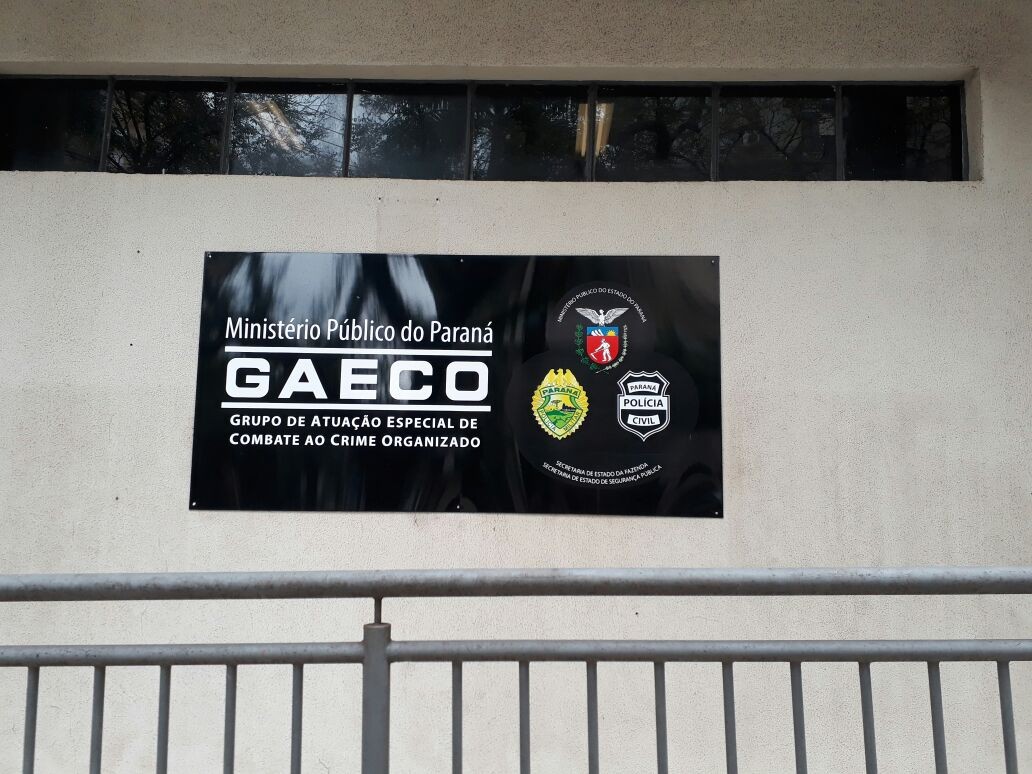 Ministério Público do Paraná
GAECO
GRUPO DE ATUAÇÃO ESPECIAL DE
COMBATE AO CRIME ORGANIZADO
MINISTÉRIO PÚBLICO DO ESTADO DO PARANÁ
PARANÁ
PARANÁ
POLÍCIA
CIVIL
SECRETARIA DE ESTADO DA FAZENDA
SECRETARIA DE ESTADO DE SEGURANÇA PÚBLICA